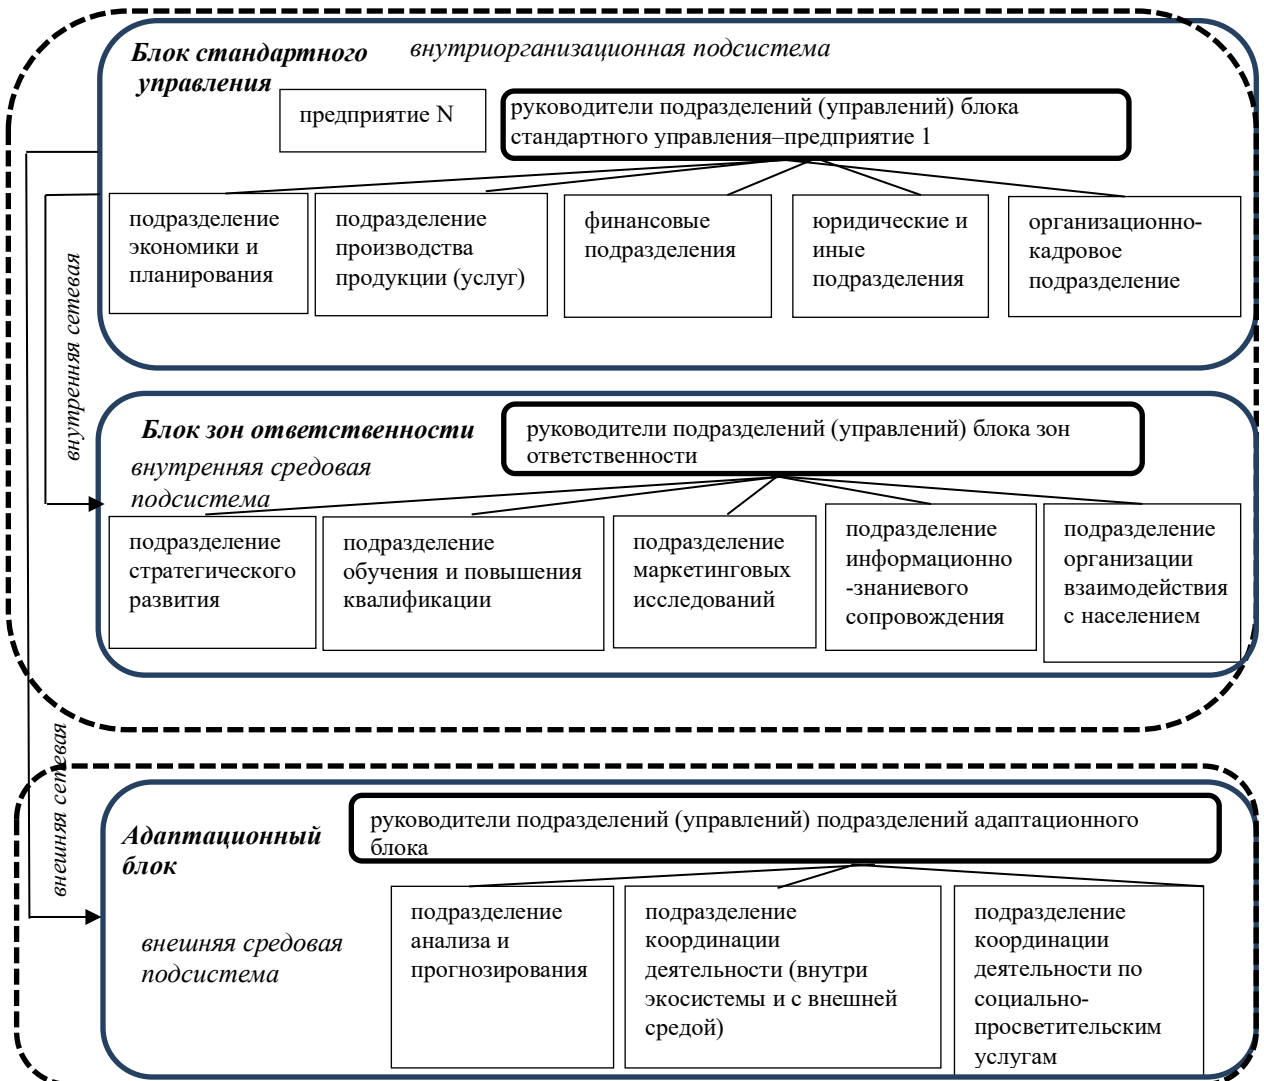 Блок стандартного
управления
внутриорганизационная подсистема
предприятие N
руководители подразделений (управлений) блока
стандартного управления–предприятие 1
подразделение
экономики и
планирования
подразделение
производства
продукции (услуг)
финансовые
подразделения
юридические и
иные
подразделения
организационно-
кадровое
подразделение
внутренняя сетевая
Блок зон ответственности
внутренняя средовая
подсистема
руководители подразделений (управлений) блока зон
ответственности
подразделение
стратегического
развития
подразделение
обучения и повышения
квалификации
подразделение
маркетинговых
исследований
подразделение
информационно
-знаниевого
сопровождения
подразделение
организации
взаимодействия
с населением
внешняя сетевая
Адаптационный
блок
внешняя средовая
подсистема
руководители подразделений (управлений) подразделений адаптационного
блока
подразделение
анализа и
прогнозирования
подразделение
координации
деятельности (внутри
экосистемы и с внешней
средой)
подразделение
координации
деятельности по
социально-
просветительским
услугам